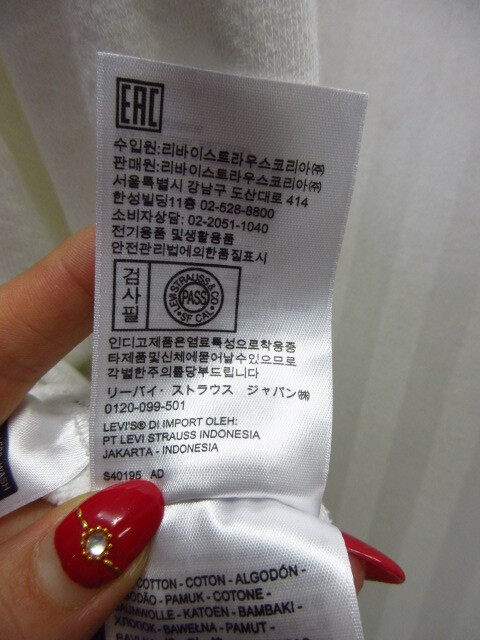 EAC
수입원:리바이스트라우스코리아㈜
판매원:리바이스트라우스코리아㈜
서울특별시 강남구 도산대로 414
한성빌딩11층 02-528-8800
소비자상담: 02-2051-1040
전기용품 및생활용품
안전관리법에의한품질표시
검사필
LEVI STRAUSS & CO
PASS
SF CAL
인디고제품은염료특성으로착용중
타제품및신체에묻어날수있으므로
각별한주의를당부드립니다
リーバイ・ストラウス ジャパン㈱
0120-099-501
LEVI'S® DI IMPORT OLEH:
PT LEVI STRAUSS INDONESIA
JAKARTA - INDONESIA
S40195 AD
COTTON - COTON - ALGODÓN -
PAMUK - COTONE -
KATOEN - BAMBAKI -
ХЛОПОК - BAWEŁNA - PAMUT -
WASH